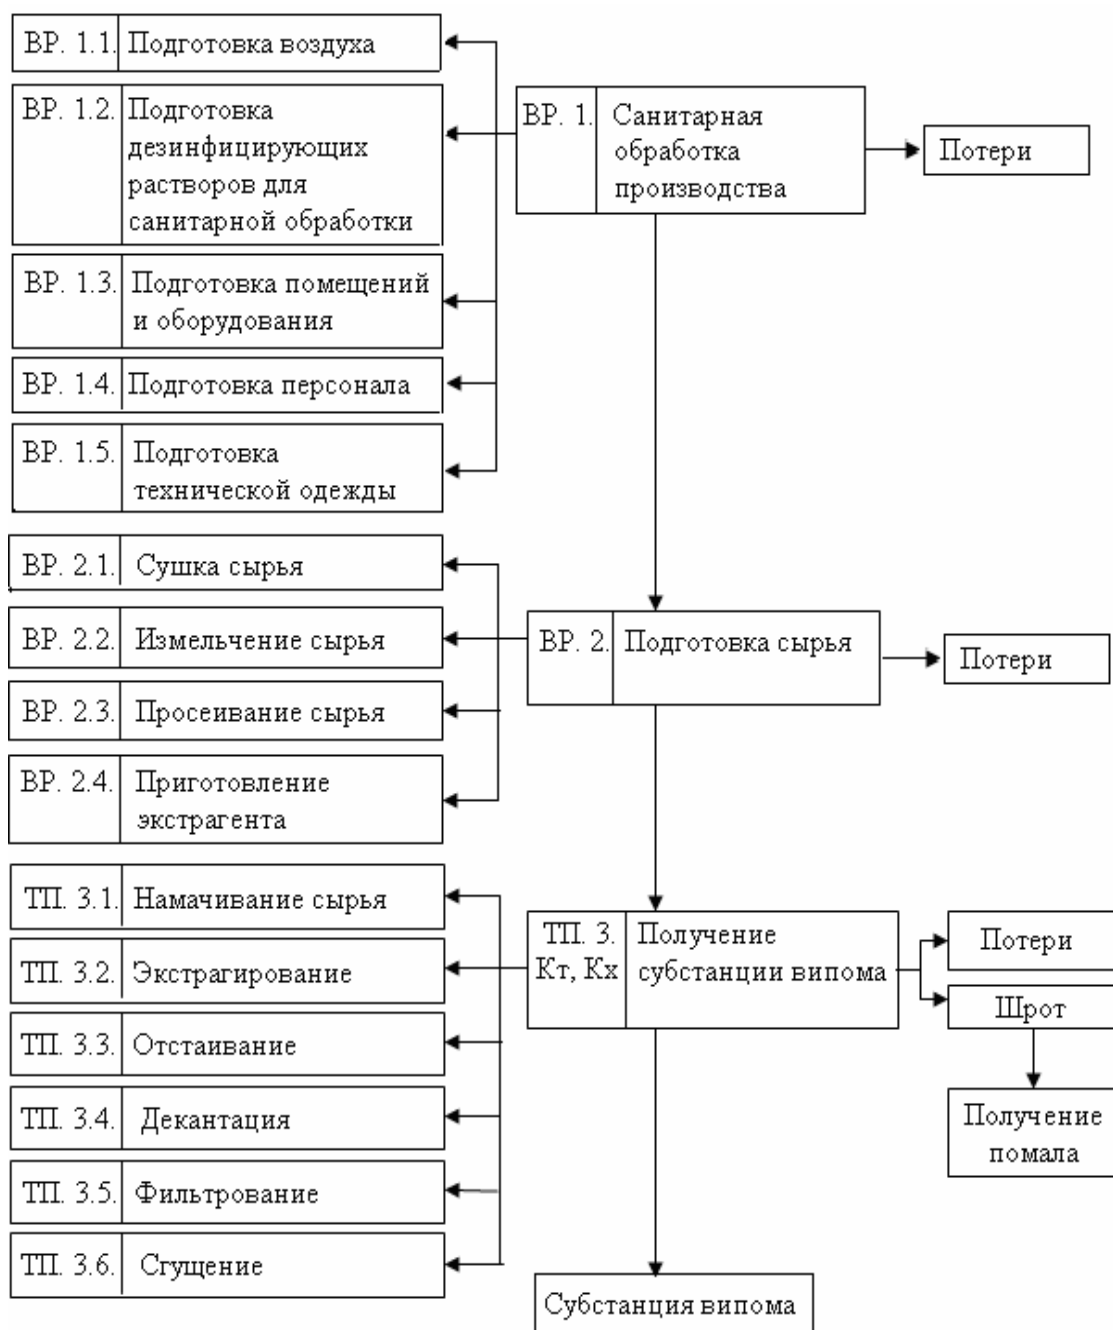 ВР. 1.1. Подготовка воздуха
ВР. 1.2. Подготовка
дезинфицирующих
растворов для
санитарной обработки
ВР. 1. Санитарная
обработка
производства
Потери
ВР. 1.3. Подготовка помещений
и оборудования
ВР. 1.4. Подготовка персонала
ВР. 1.5. Подготовка
технической одежды
ВР. 2.1. Сушка сырья
ВР. 2.2. Измельчение сырья
ВР. 2. Подготовка сырья
Потери
ВР. 2.3. Просеивание сырья
ВР. 2.4. Приготовление
экстрагента
ТП. 3.1. Намачивание сырья
ТП. 3.2. Экстрагирование
ТП. 3. Получение
Кт, Кх субстанции випома
Потери
Шрот
Получение
помала
ТП. 3.3. Отстаивание
ТП. 3.4. Декантация
ТП. 3.5. Фильтрование
ТП. 3.6. Сгущение
Субстанция випома